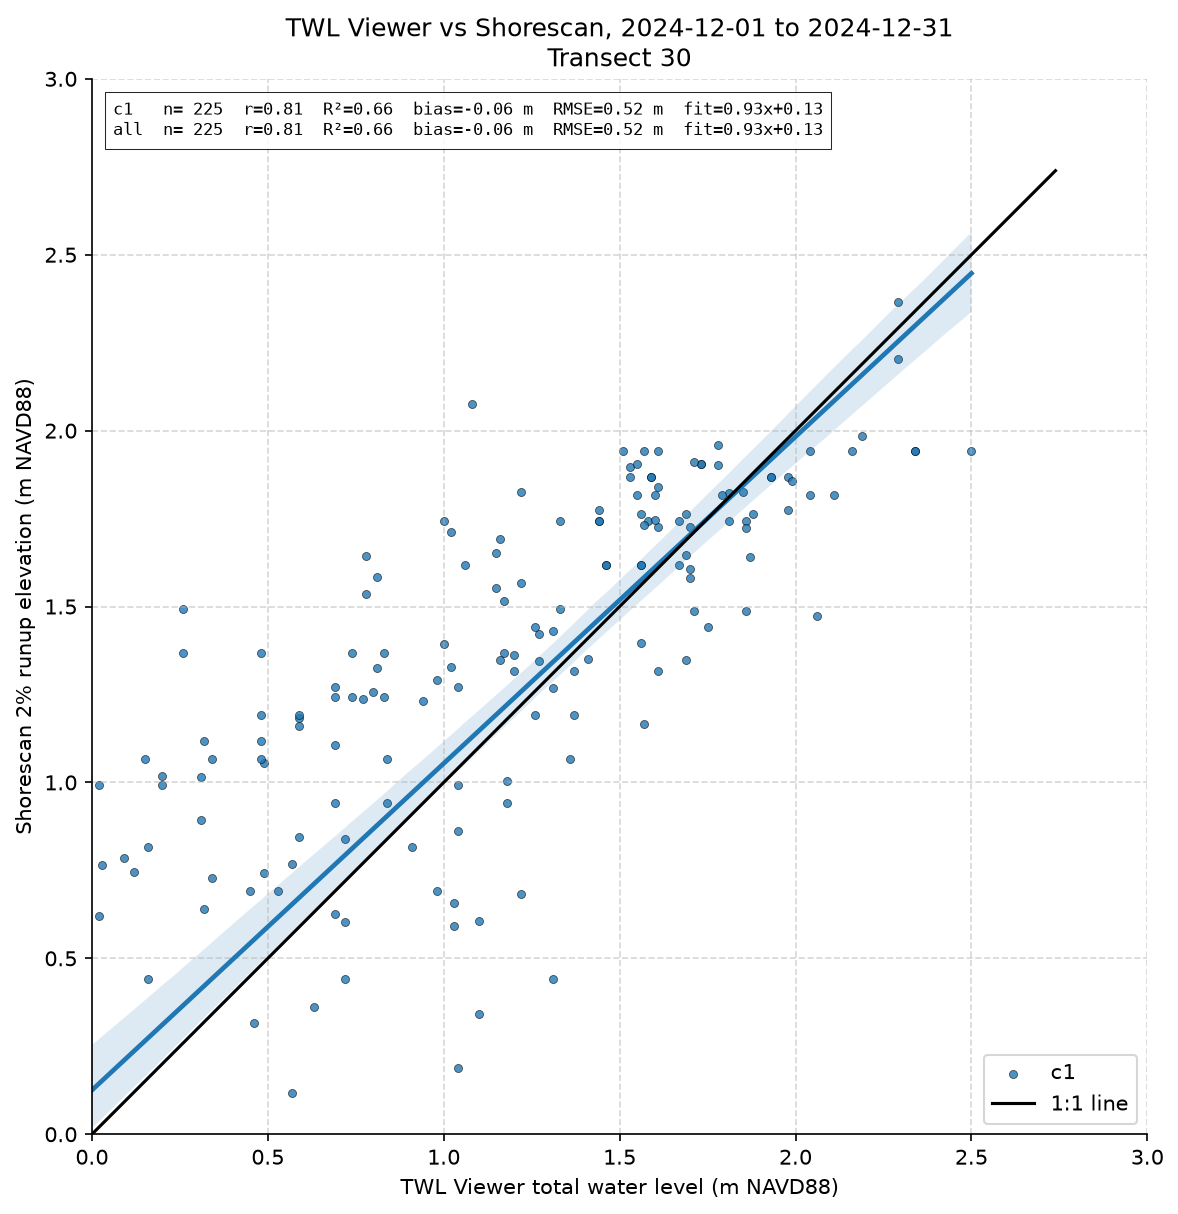 TWL Viewer vs Shorescan, 2024-12-01 to 2024-12-31
Transect 30
c1   n= 225  r=0.81  R²=0.66  bias=-0.06 m  RMSE=0.52 m  fit=0.93x+0.13
all  n= 225  r=0.81  R²=0.66  bias=-0.06 m  RMSE=0.52 m  fit=0.93x+0.13
3.0
2.5
2.0
1.5
1.0
0.5
0.0
Shorescan 2% runup elevation (m NAVD88)
c1
1:1 line
0.0 0.5 1.0 1.5 2.0 2.5 3.0
TWL Viewer total water level (m NAVD88)